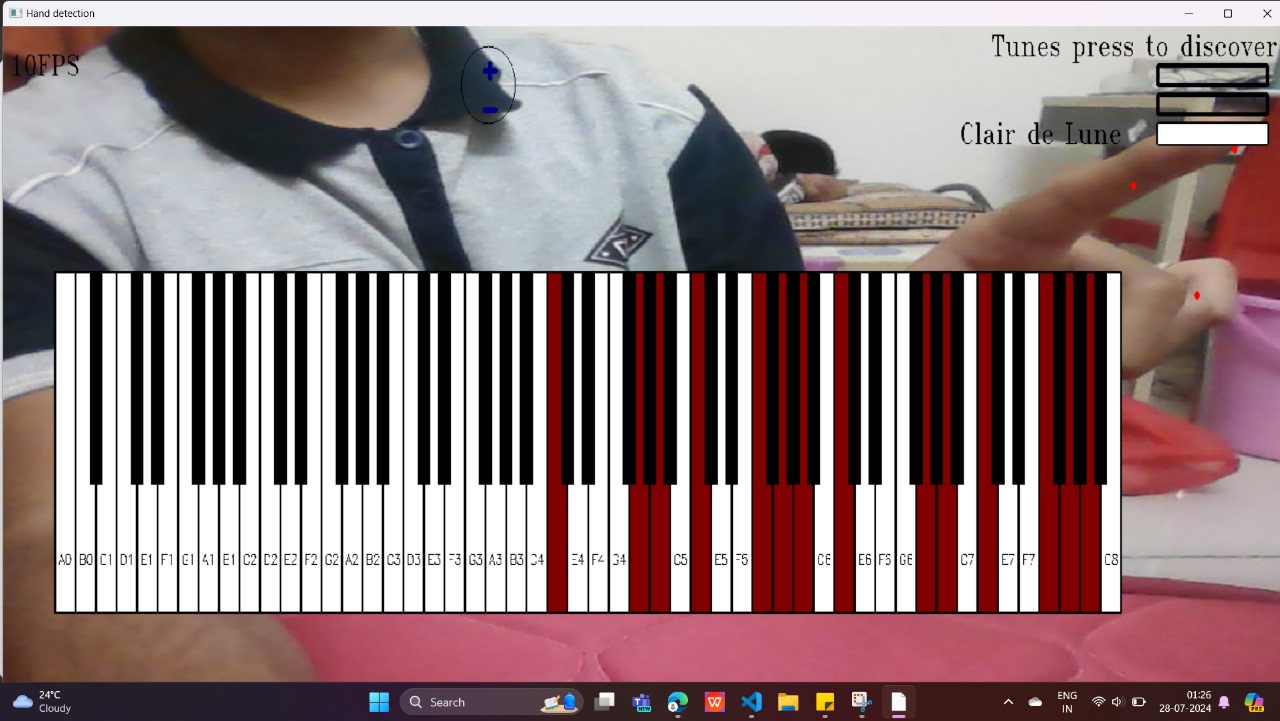 Hand detection
10FPS
+
-
Tunes press to discover
Clair de Lune
A0 B0 C1 D1 E1 F1 G1 A1 B1 C2 D2 E2 F2 G2 A2 B2 C3 D3 E3 F3 G3 A3 B3 C4 E4 F4 G4 C5 E5 F5 C6 E6 F6 G6 C7 E7 F7 C8
24°C
Cloudy
Search
NEW
ENG
IN
01:26
28-07-2024
PRE